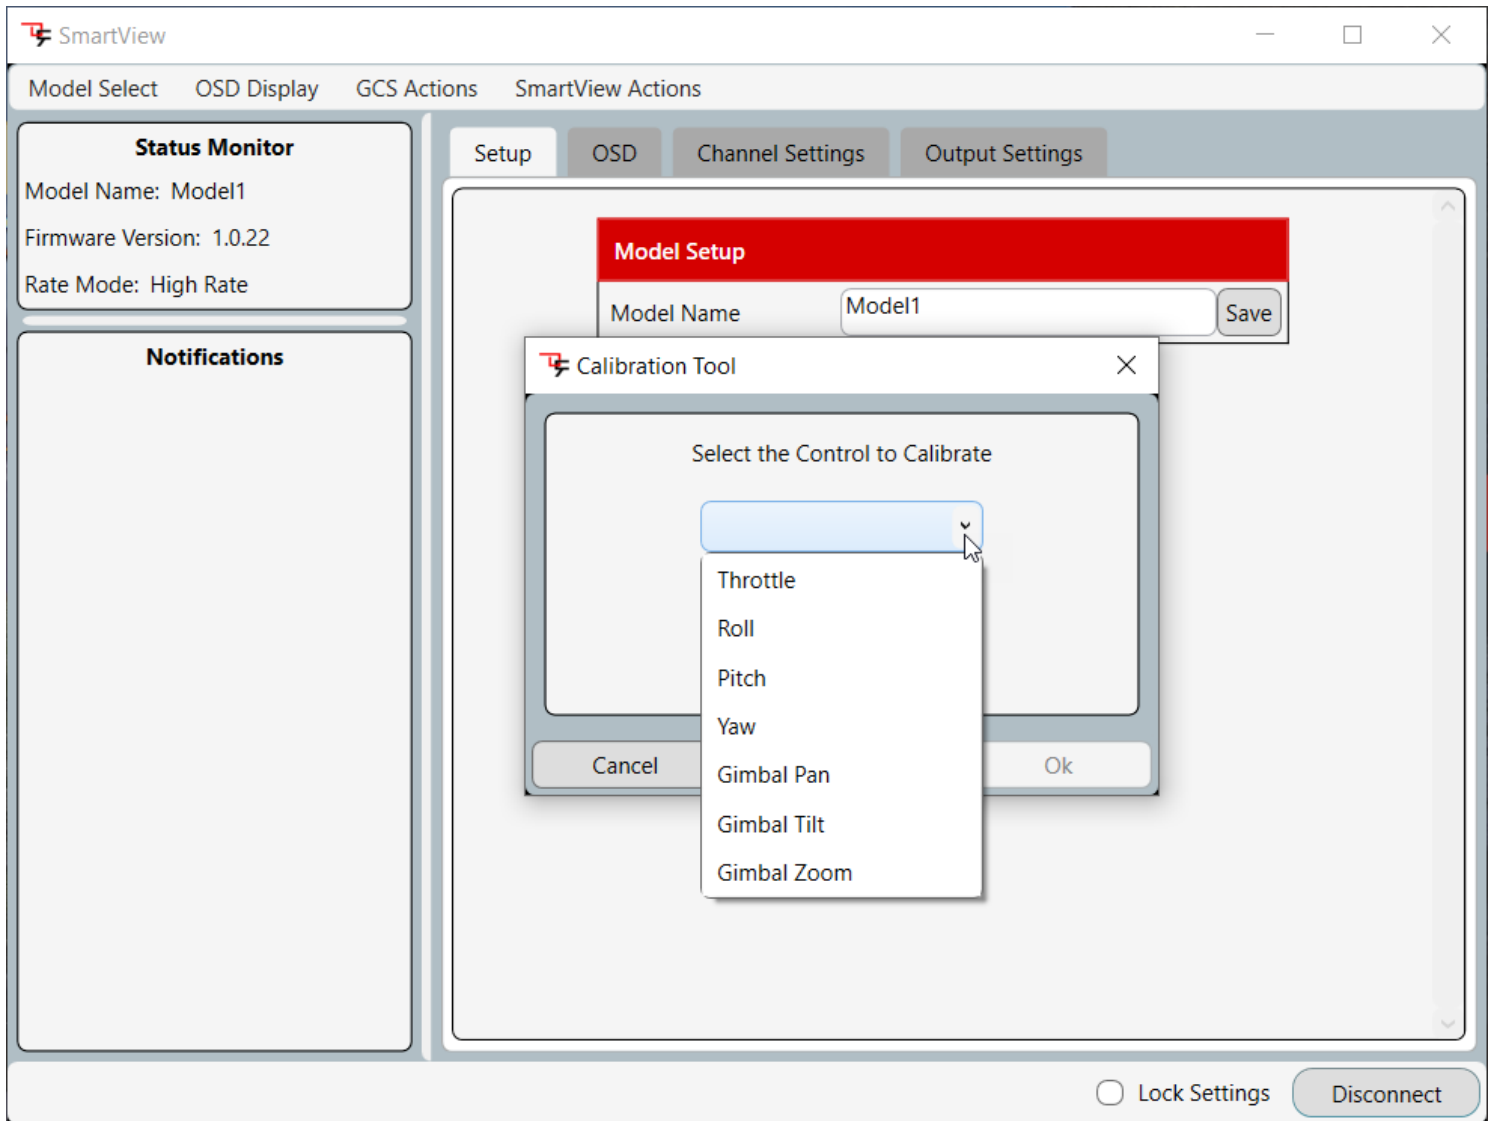 SmartView
Model Select OSD Display GCS Actions SmartView Actions
Status Monitor
Model Name: Model1
Firmware Version: 1.0.22
Rate Mode: High Rate
Notifications
Setup OSD Channel Settings Output Settings
Model Setup
Model Name Model1 Save
Calibration Tool
Select the Control to Calibrate
Throttle
Roll
Pitch
Yaw
Gimbal Pan
Gimbal Tilt
Gimbal Zoom
Cancel Ok
Lock Settings Disconnect